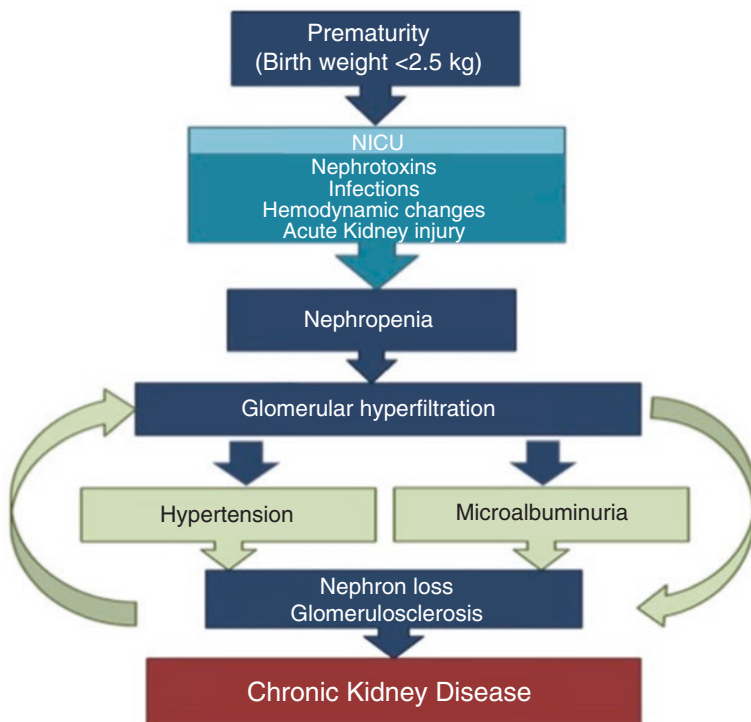 Prematurity
(Birth weight <2.5 kg)
NICU
Nephrotoxins
Infections
Hemodynamic changes
Acute Kidney injury
Nephropenia
Glomerular hyperfiltration
Hypertension
Microalbuminuria
Nephron loss
Glomerulosclerosis
Chronic Kidney Disease